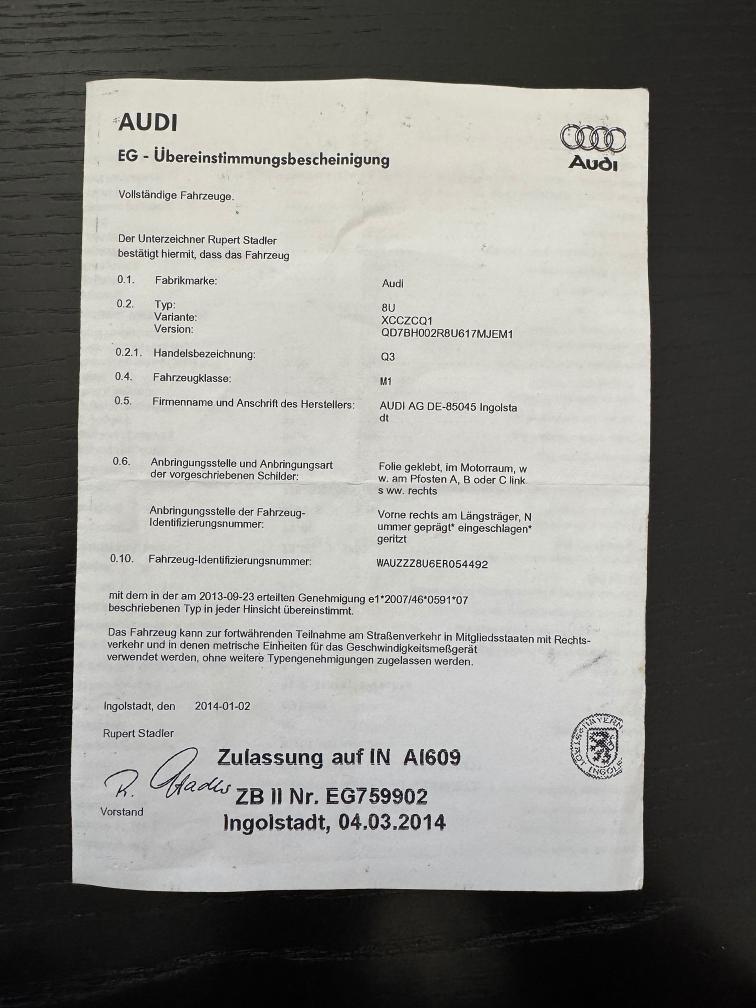 AUDI
Audi
EG - Übereinstimmungsbescheinigung
Vollständige Fahrzeuge.
Der Unterzeichner Rupert Stadler
bestätigt hiermit, dass das Fahrzeug
0.1. Fabrikmarke: Audi
0.2. Typ: 8U
Variante: XCCZCQ1
Version: QD7BH002R8U617MJEM1
0.2.1. Handelsbezeichnung: Q3
0.4. Fahrzeugklasse: M1
0.5. Firmenname und Anschrift des Herstellers: AUDI AG DE-85045 Ingolsta
dt
0.6. Anbringungsstelle und Anbringungsart Folie geklebt, im Motorraum, w
der vorgeschriebenen Schilder: w. am Pfosten A, B oder C link
s ww. rechts
Anbringungsstelle der Fahrzeug- Vorne rechts am Längsträger, N
Identifizierungsnummer: ummer geprägt* eingeschlagen*
geritzt
0.10. Fahrzeug-Identifizierungsnummer: WAUZZZ8U6ER054492
mit dem in der am 2013-09-23 erteilten Genehmigung e1*2007/46*0591*07
beschriebenen Typ in jeder Hinsicht übereinstimmt.
Das Fahrzeug kann zur fortwährenden Teilnahme am Straßenverkehr in Mitgliedsstaaten mit Rechts-
verkehr und in denen metrische Einheiten für das Geschwindigkeitsmeßgerät
verwendet werden, ohne weitere Typengenehmigungen zugelassen werden.
Ingolstadt, den 2014-01-02
Rupert Stadler
R. Stadler
Vorstand
Zulassung auf IN AI609
ZB II Nr. EG759902
Ingolstadt, 04.03.2014
BAYERN
STADT INGOL